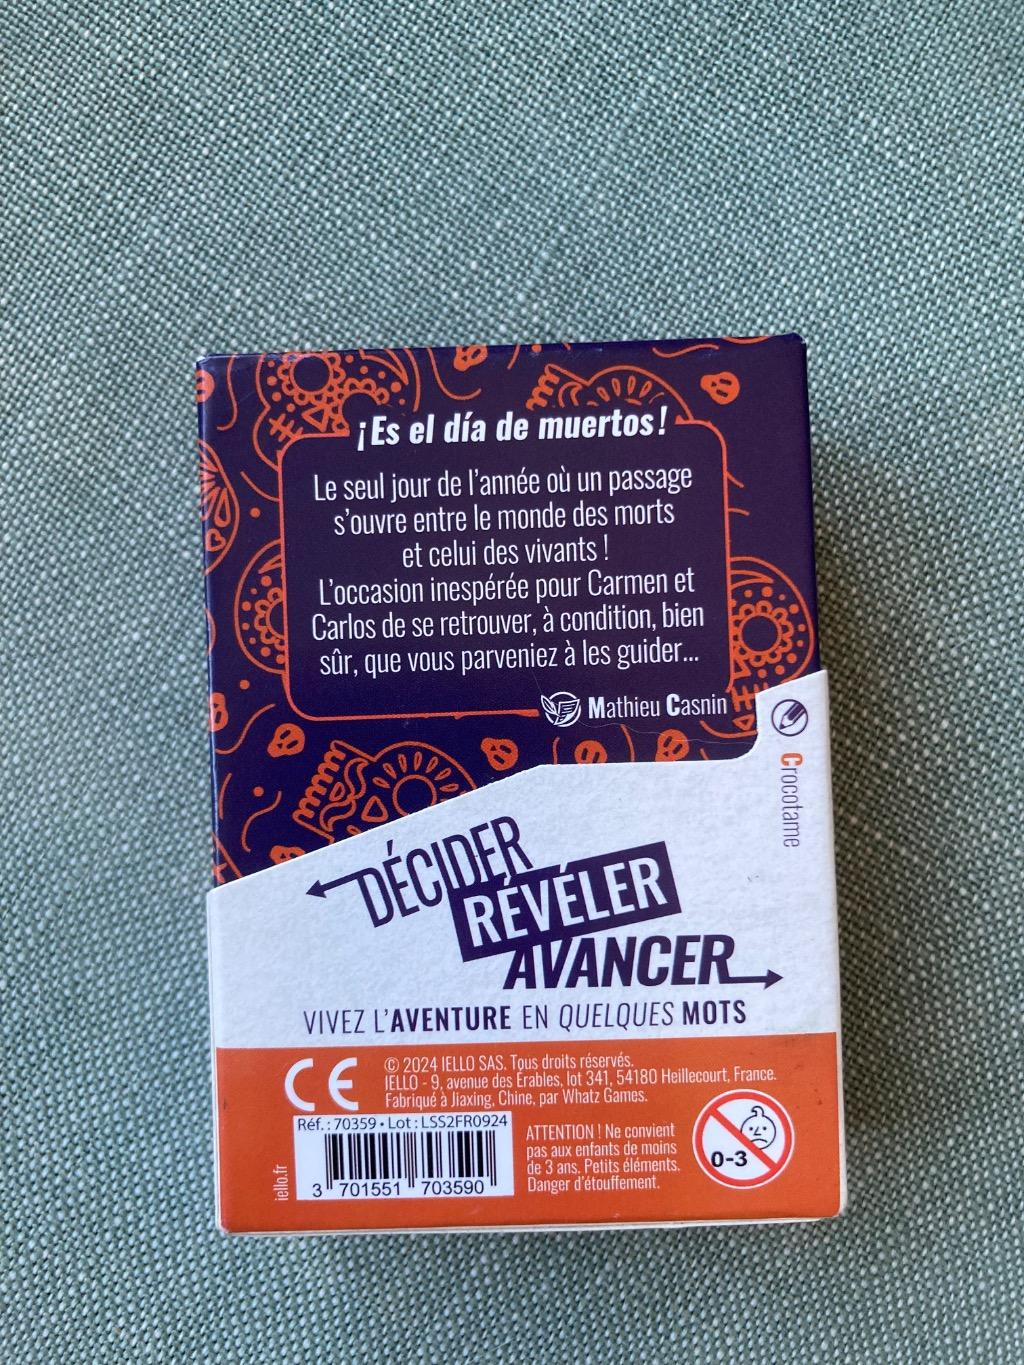 ¡Es el día de muertos!
Le seul jour de l'année où un passage
s'ouvre entre le monde des morts
et celui des vivants !
L'occasion inespérée pour Carmen et
Carlos de se retrouver, à condition, bien
sûr, que vous parveniez à les guider...
Mathieu Casnin
Crocotame
DÉCIDER
RÉVÉLER
AVANCER
VIVEZ L'AVENTURE EN QUELQUES MOTS
CE
© 2024 IELLO SAS. Tous droits réservés.
IELLO - 9, avenue des Érables, lot 341, 54180 Heillecourt, France.
Fabriqué à Jiaxing, Chine, par Whatz Games.
Réf. : 70359 • Lot : LSS2FR0924
3 701551 703590
iello.fr
ATTENTION ! Ne convient
pas aux enfants de moins
de 3 ans. Petits éléments.
Danger d'étouffement.
0-3